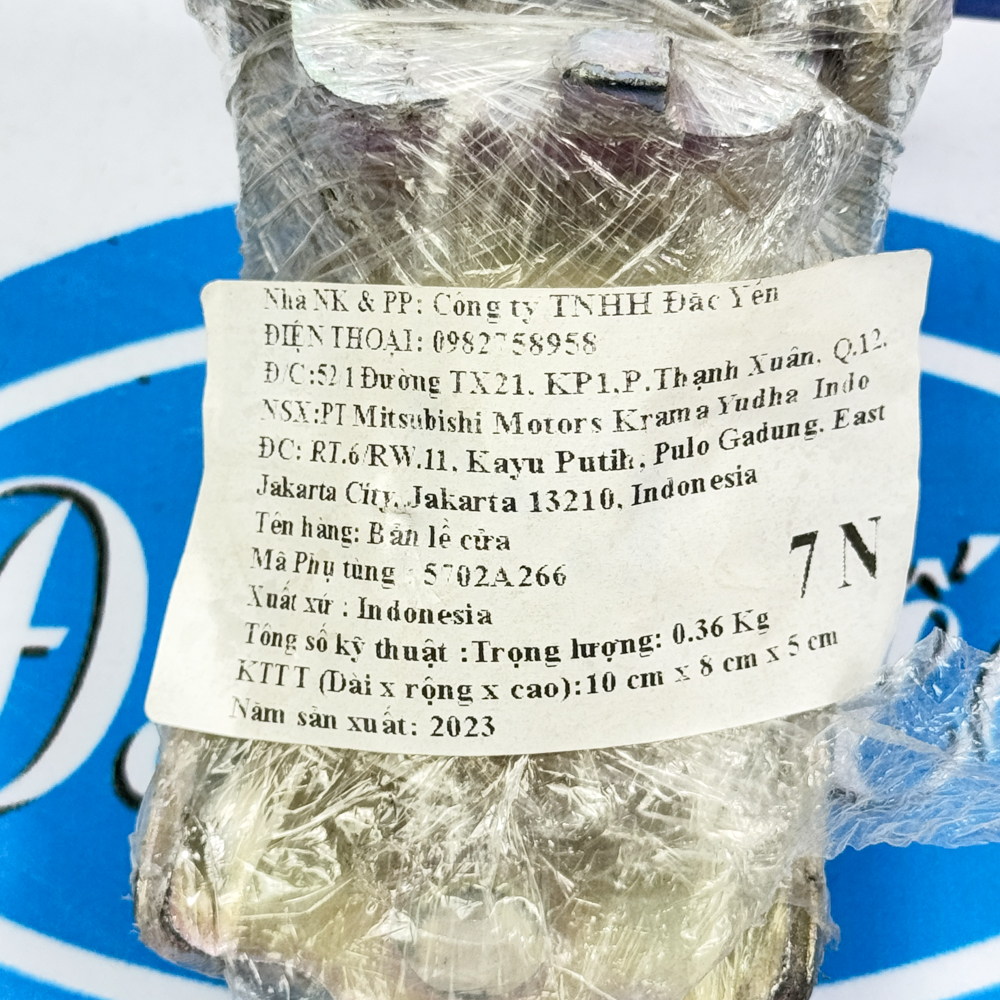 Nhà NK & PP: Công ty TNHH Đắc Yến
ĐIỆN THOẠI: 0982758958
Đ/C:521 Đường TX21. KP1.P.Thạnh Xuân. Q.12.
NSX:PT Mitsubishi Motors Krama Yudha Indo
ĐC: RT.6/RW.11. Kayu Putih, Pulo Gadung. East
Jakarta City, Jakarta 13210, Indonesia
Tên hàng: Bản lề cửa
Mã Phụ tùng : 5702A266
7N
Xuất xứ : Indonesia
Tông số kỹ thuật :Trọng lượng: 0.36 Kg
KTTT (Dài x rộng x cao):10 cm x 8 cm x 5 cm
Năm sản xuất: 2023